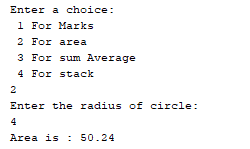 Enter a choice:
1 For Marks
2 For area
3 For sum Average
4 For stack
2
Enter the radius of circle:
4
Area is : 50.24